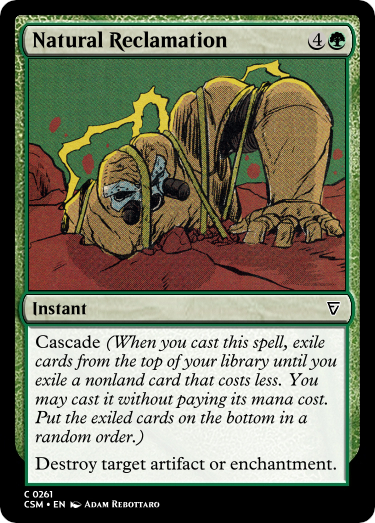 Natural Reclamation 4
Instant
Cascade (When you cast this spell, exile
cards from the top of your library until you
exile a nonland card that costs less. You
may cast it without paying its mana cost.
Put the exiled cards on the bottom in a
random order.)
Destroy target artifact or enchantment.
C 0261
CSM • EN Adam Rebottaro